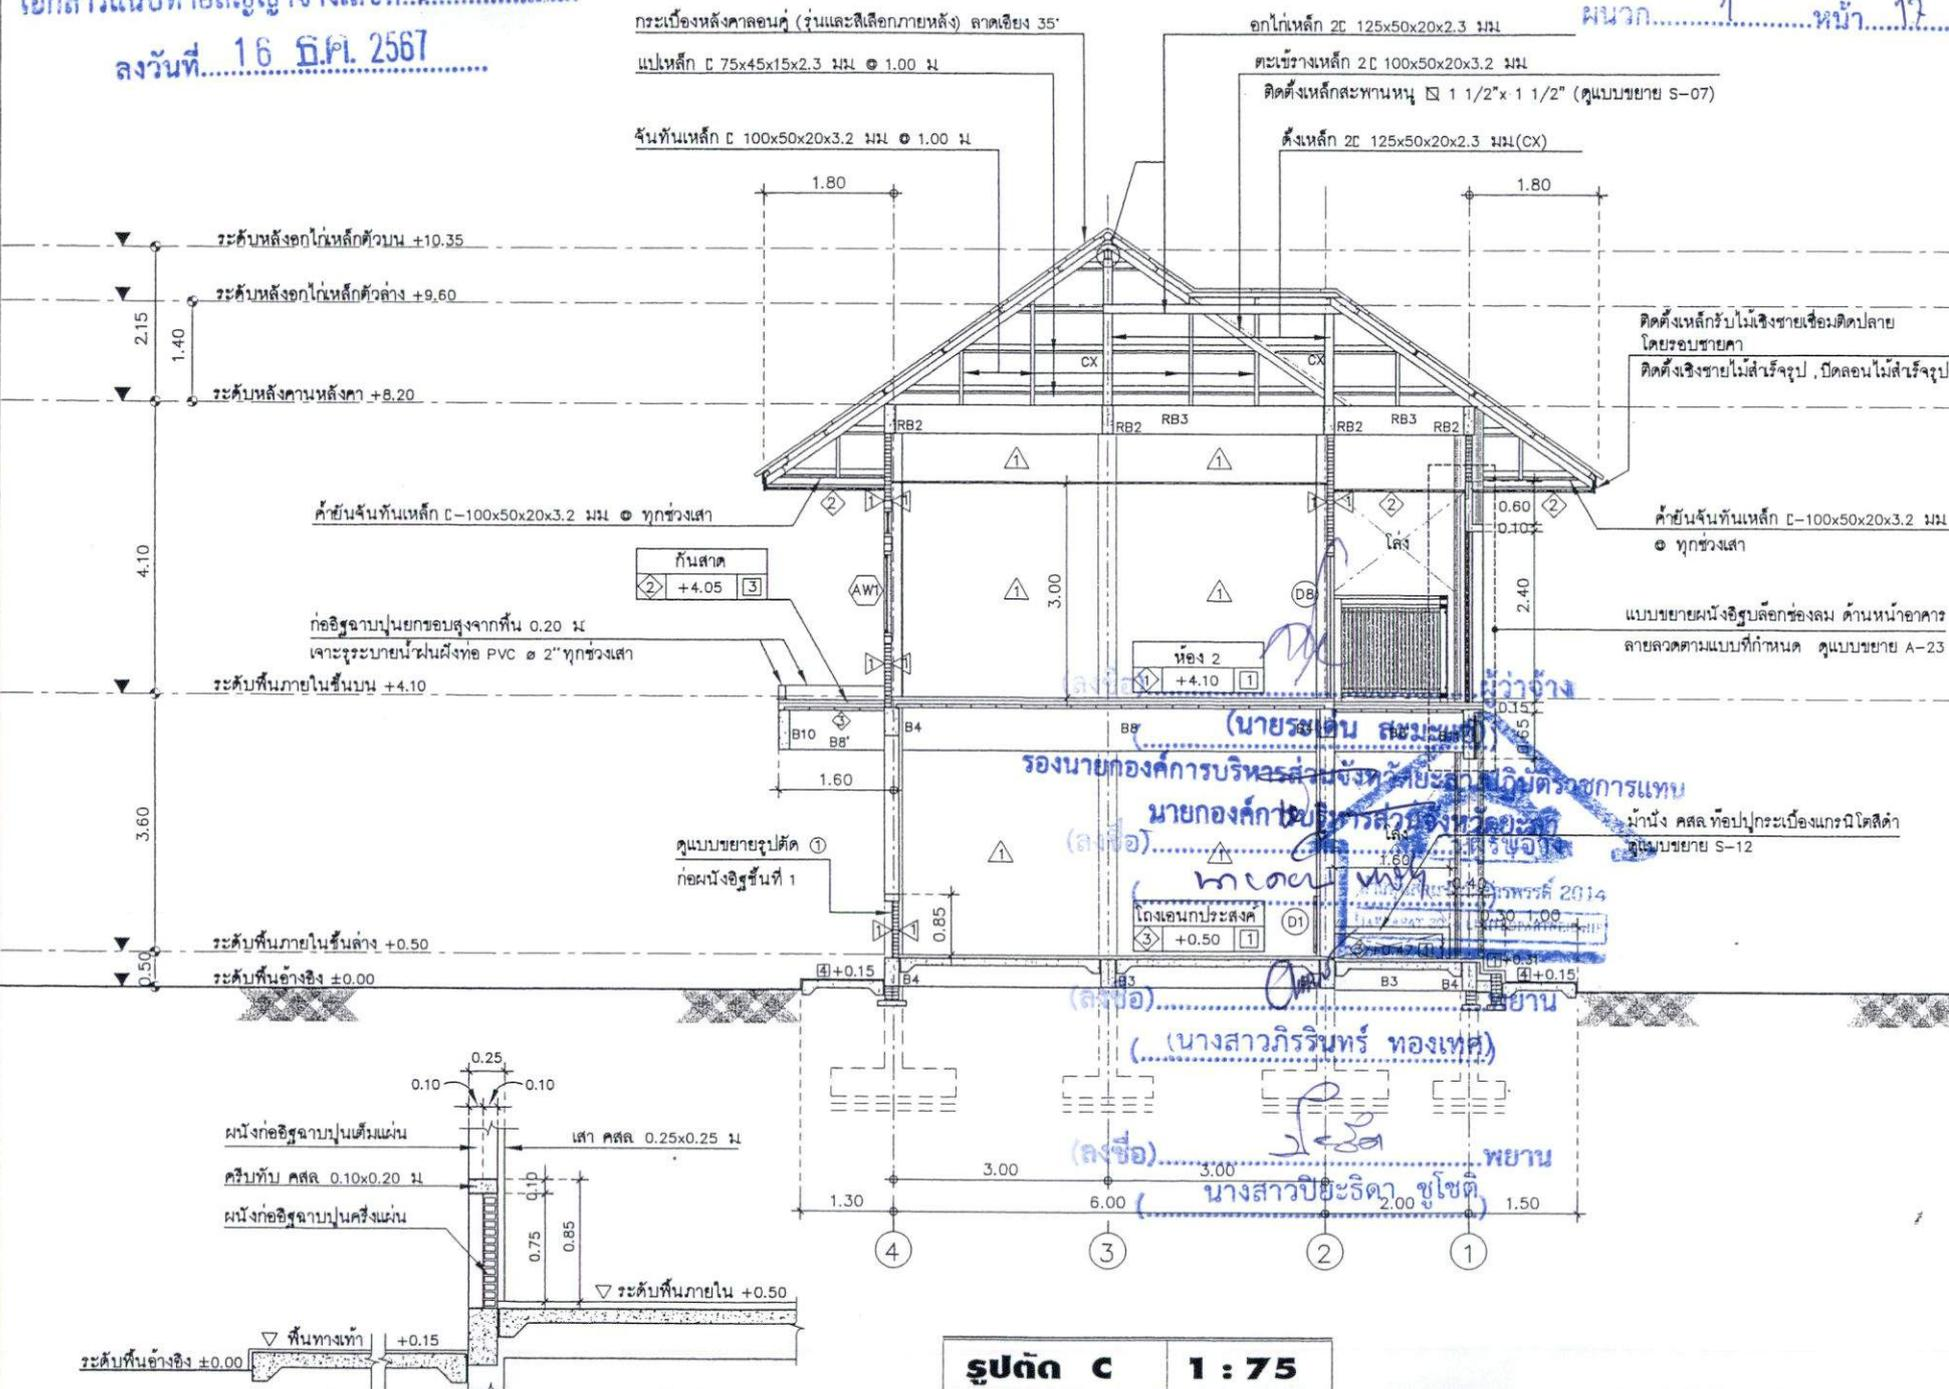 ลงวันที่....16 ธ.ค. 2567
ผนวก.......1.......หน้า....17
กระเบื้องหลังคาลอนคู่ (รุ่นและสีเลือกภายหลัง) ลาดเอียง 35°
แปเหล็ก C 75x45x15x2.3 มม @ 1.00 ม
จันทันเหล็ก C 100x50x20x3.2 มม @ 1.00 ม
อกไก่เหล็ก 2C 125x50x20x2.3 มม
ตะเข้รางเหล็ก 2C 100x50x20x3.2 มม
ติดตั้งเหล็กสะพานหนู 1 1/2"x 1 1/2" (ดูแบบขยาย S-07)
ดั้งเหล็ก 2C 125x50x20x2.3 มม(CX)
1.80
1.80
ระดับหลังอกไก่เหล็กตัวบน +10.35
ระดับหลังอกไก่เหล็กตัวล่าง +9.60
2.15
1.40
ระดับหลังคานหลังคา +8.20
CX
CX
ติดตั้งเหล็กรับไม้เชิงชายเชื่อมติดปลาย
โดยรอบชายคา
ติดตั้งเชิงชายไม้สำเร็จรูป ,ปิดลอนไม้สำเร็จรูป
RB2
RB2
RB3
RB2
RB3
RB2
1
1
2
1
1
1
1
2
2
ค้ำยันจันทันเหล็ก C-100x50x20x3.2 มม @ ทุกช่วงเสา
ค้ำยันจันทันเหล็ก C-100x50x20x3.2 มม
@ ทุกช่วงเสา
0.60
0.10
2.40
โล่ง
กันสาด
2 +4.05 3
4.10
AW1
1
3.00
1
D8
ก่ออิฐฉาบปูนยกขอบสูงจากพื้น 0.20 ม
เจาะรูระบายน้ำฝนฝังท่อ PVC ø 2" ทุกช่วงเสา
แบบขยายผนังอิฐบล็อกช่องลม ด้านหน้าอาคาร
ลายลวดตามแบบที่กำหนด ดูแบบขยาย A-23
1
1
ห้อง 2
1 +4.10 1
ระดับพื้นภายในชั้นบน +4.10
(ลงชื่อ)...............ผู้ว่าจ้าง
0.15
0.65
B10
3
B8'
B4
B8
รองนายกองค์การบริหารส่วนจังหวัดยะลา ปฏิบัติราชการแทน
นายกองค์การบริหารส่วนจังหวัดยะลา
1.60
3.60
ดูแบบขยายรูปตัด 1
ก่อผนังอิฐชั้นที่ 1
1
1
(ลงชื่อ)
โล่ง
1.60
ม้านั่ง คสล ท็อปปูกระเบื้องแกรนิโตสีดำ
ดูแบบขยาย S-12
0.40
0.30
1.00
0.85
1
1
โถงเอนกประสงค์
3 +0.50 1
D1
ระดับพื้นภายในชั้นล่าง +0.50
0.50
ระดับพื้นอ้างอิง ±0.00
4 +0.15
B4
B3
B3
B4
+0.31
4 +0.15
(ลงชื่อ)...............พยาน
(นางสาวภิรรินทร์ ทองเทศ)
(ลงชื่อ)...............พยาน
นางสาวปิยะธิดา ชูโชติ
3.00
3.00
1.30
6.00
2.00
1.50
4
3
2
1
0.25
0.10
0.10
ผนังก่ออิฐฉาบปูนเต็มแผ่น
เสา คสล 0.25x0.25 ม
ครีบทับ คสล 0.10x0.20 ม
0.10
ผนังก่ออิฐฉาบปูนครึ่งแผ่น
0.75
0.85
ระดับพื้นภายใน +0.50
พื้นทางเท้า
+0.15
ระดับพื้นอ้างอิง ±0.00
รูปตัด C
1 : 75